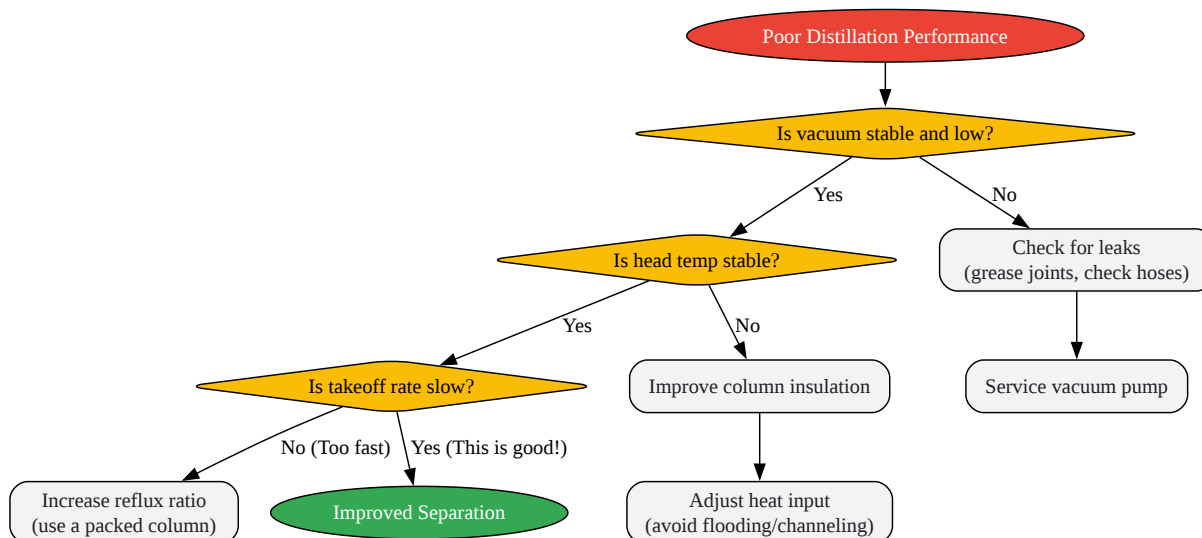 Poor Distillation Performance
Is vacuum stable and low?
Yes
No
Is head temp stable?
Check for leaks
(grease joints, check hoses)
Yes
No
Is takeoff rate slow?
Improve column insulation
Service vacuum pump
No (Too fast)
Yes (This is good!)
Increase reflux ratio
(use a packed column)
Improved Separation
Adjust heat input
(avoid flooding/channeling)